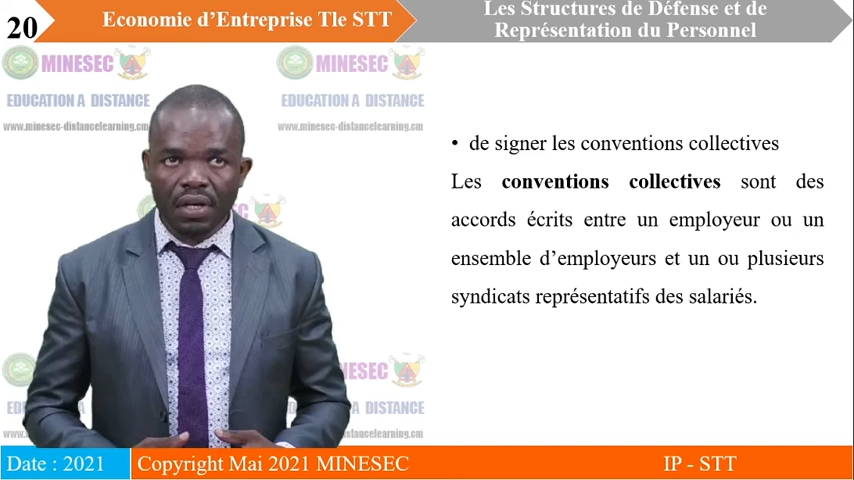 20
Economie d’Entreprise Tle STT
Les Structures de Défense et de
Représentation du Personnel
MINESEC
MINESEC
EDUCATION A DISTANCE
EDUCATION A DISTANCE
www.minesec-distancelearning.cm
www.minesec-distancelearning.cm
• de signer les conventions collectives
Les conventions collectives sont des
accords écrits entre un employeur ou un
ensemble d’employeurs et un ou plusieurs
syndicats représentatifs des salariés.
Date : 2021
Copyright Mai 2021 MINESEC
IP - STT